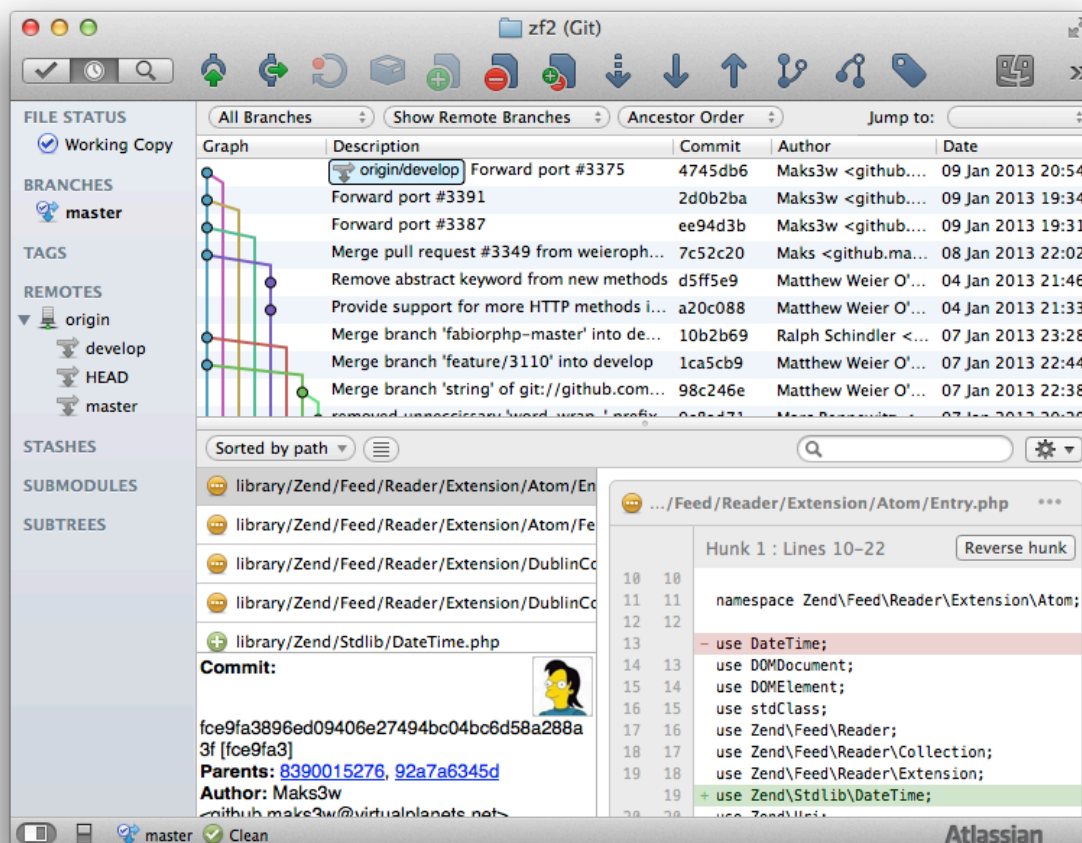 zf2 (Git)
FILE STATUS
Working Copy
BRANCHES
master
TAGS
REMOTES
origin
develop
HEAD
master
STASHES
SUBMODULES
SUBTREES
All Branches Show Remote Branches Ancestor Order Jump to:
Graph Description Commit Author Date
origin/develop Forward port #3375 4745db6 Maks3w <github.... 09 Jan 2013 20:54
Forward port #3391 2d0b2ba Maks3w <github.... 09 Jan 2013 19:34
Forward port #3387 ee94d3b Maks3w <github.... 09 Jan 2013 19:31
Merge pull request #3349 from weieroph... 7c52c20 Maks <github.ma... 08 Jan 2013 22:02
Remove abstract keyword from new methods d5ff5e9 Matthew Weier O'... 04 Jan 2013 21:46
Provide support for more HTTP methods i... a20c088 Matthew Weier O'... 04 Jan 2013 21:33
Merge branch 'fabiorphp-master' into de... 10b2b69 Ralph Schindler <... 07 Jan 2013 23:28
Merge branch 'feature/3110' into develop 1ca5cb9 Matthew Weier O'... 07 Jan 2013 22:44
Merge branch 'string' of git://github.com... 98c246e Matthew Weier O'... 07 Jan 2013 22:38
Sorted by path
library/Zend/Feed/Reader/Extension/Atom/En
library/Zend/Feed/Reader/Extension/Atom/Fe
library/Zend/Feed/Reader/Extension/DublinCo
library/Zend/Feed/Reader/Extension/DublinCo
library/Zend/Stdlib/DateTime.php
Commit:
fce9fa3896ed09406e27494bc04bc6d58a288a
3f [fce9fa3]
Parents: 8390015276, 92a7a6345d
Author: Maks3w
<github.maks3w@virtualplanets.net>
.../Feed/Reader/Extension/Atom/Entry.php
Hunk 1 : Lines 10-22 Reverse hunk
10 10
11 11 namespace Zend\Feed\Reader\Extension\Atom;
12 12
13 - use DateTime;
14 13 use DOMDocument;
15 14 use DOMElement;
16 15 use stdClass;
17 16 use Zend\Feed\Reader;
18 17 use Zend\Feed\Reader\Collection;
19 18 use Zend\Feed\Reader\Extension;
19 + use Zend\Stdlib\DateTime;
20 20 use Zend\Uri;
master Clean
Atlassian